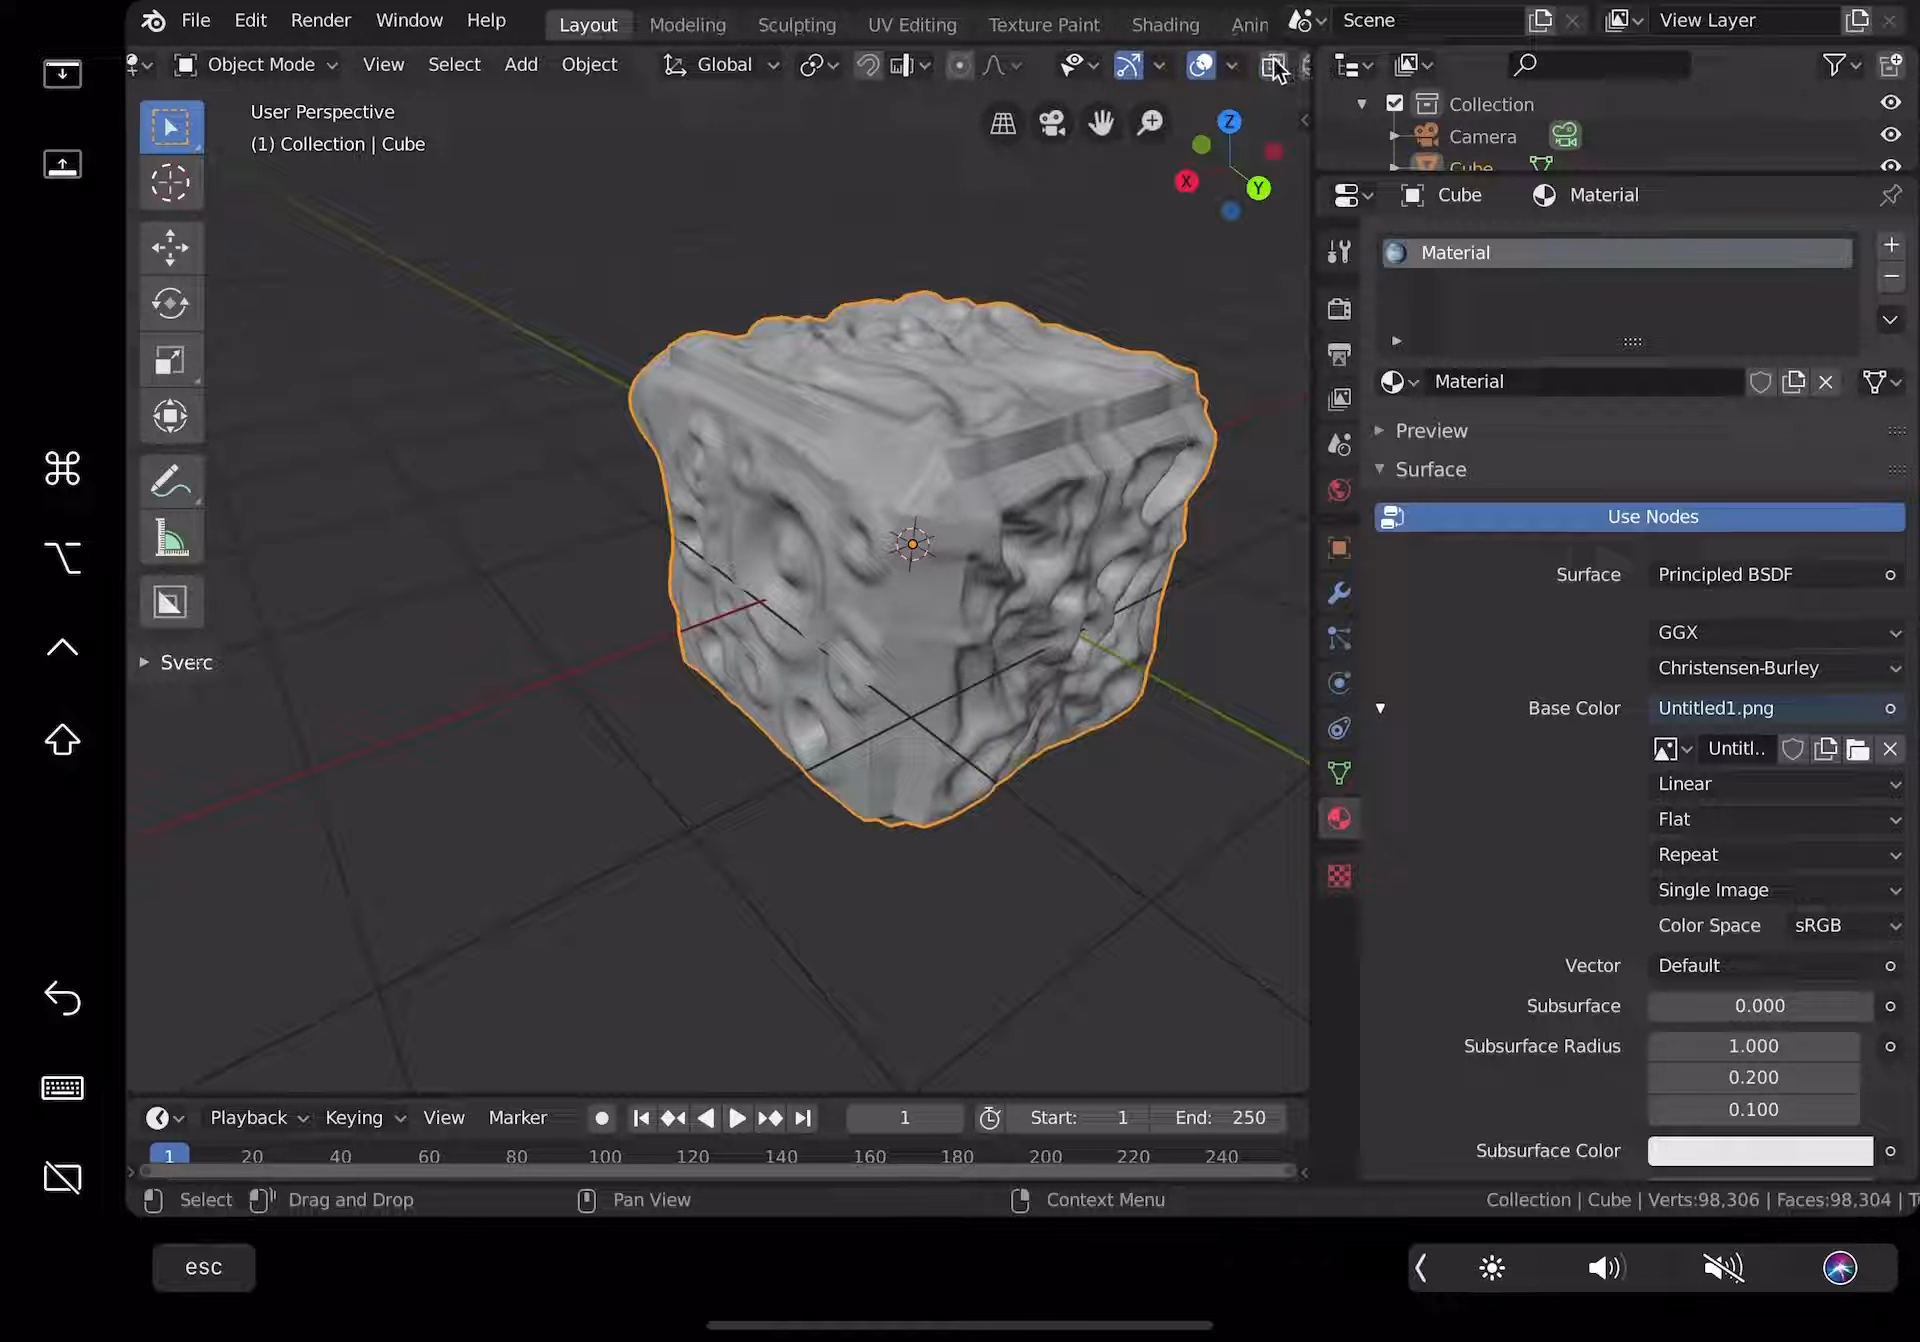 File Edit Render Window Help Layout Modeling Sculpting UV Editing Texture Paint Shading Anin Scene View Layer
Object Mode View Select Add Object Global
User Perspective
(1) Collection | Cube
Z
X
Y
Sverc
Collection
Camera
Cube
Cube Material
Material
Material
Preview
Surface
Use Nodes
Surface Principled BSDF
GGX
Christensen-Burley
Base Color Untitled1.png
Untitl..
Linear
Flat
Repeat
Single Image
Color Space sRGB
Vector Default
Subsurface 0.000
Subsurface Radius 1.000
0.200
0.100
Subsurface Color
Playback Keying View Marker 1 Start: 1 End: 250
1 20 40 60 80 100 120 140 160 180 200 220 240
Select Drag and Drop Pan View Context Menu Collection | Cube | Verts:98,306 | Faces:98,304 | T
esc